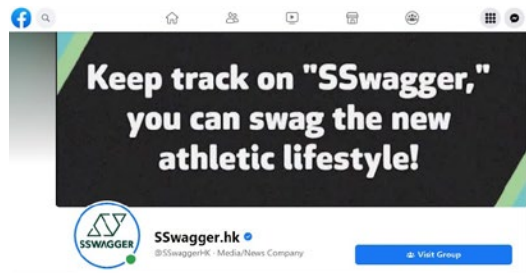 Keep track on "SSwagger,"
you can swag the new
athletic lifestyle!
SSWAGGER
SSwagger.hk
@SSwaggerHK · Media/News Company
Visit Group